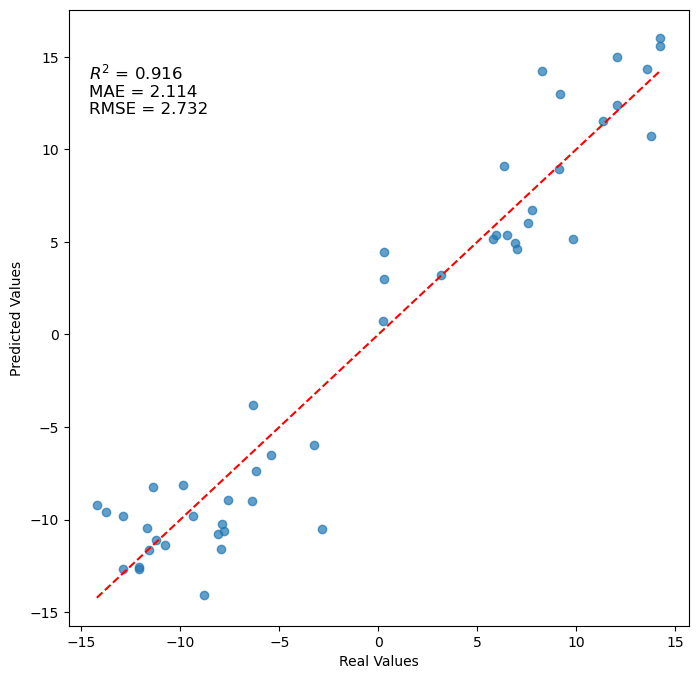 R² = 0.916
MAE = 2.114
RMSE = 2.732
15
10
5
0
−5
−10
−15
Predicted Values
−15 −10 −5 0 5 10 15
Real Values